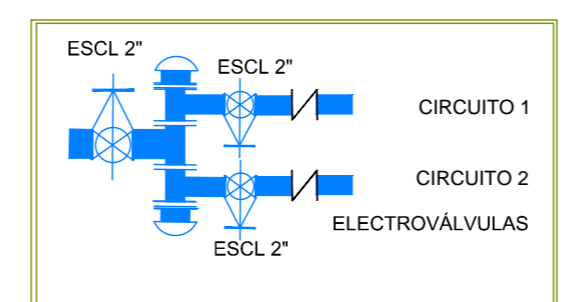 ESCL 2"
ESCL 2"
CIRCUITO 1
CIRCUITO 2
ELECTROVÁLVULAS
ESCL 2"